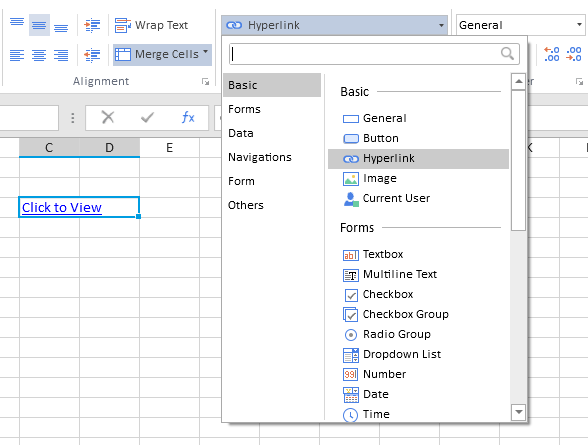 Wrap Text
Hyperlink
General
Merge Cells
Alignment
Basic
Forms
Data
Navigations
Form
Others
Basic
General
Button
Hyperlink
Image
Current User
Forms
Textbox
Multiline Text
Checkbox
Checkbox Group
Radio Group
Dropdown List
Number
Date
Time
fx
C D E
Click to View